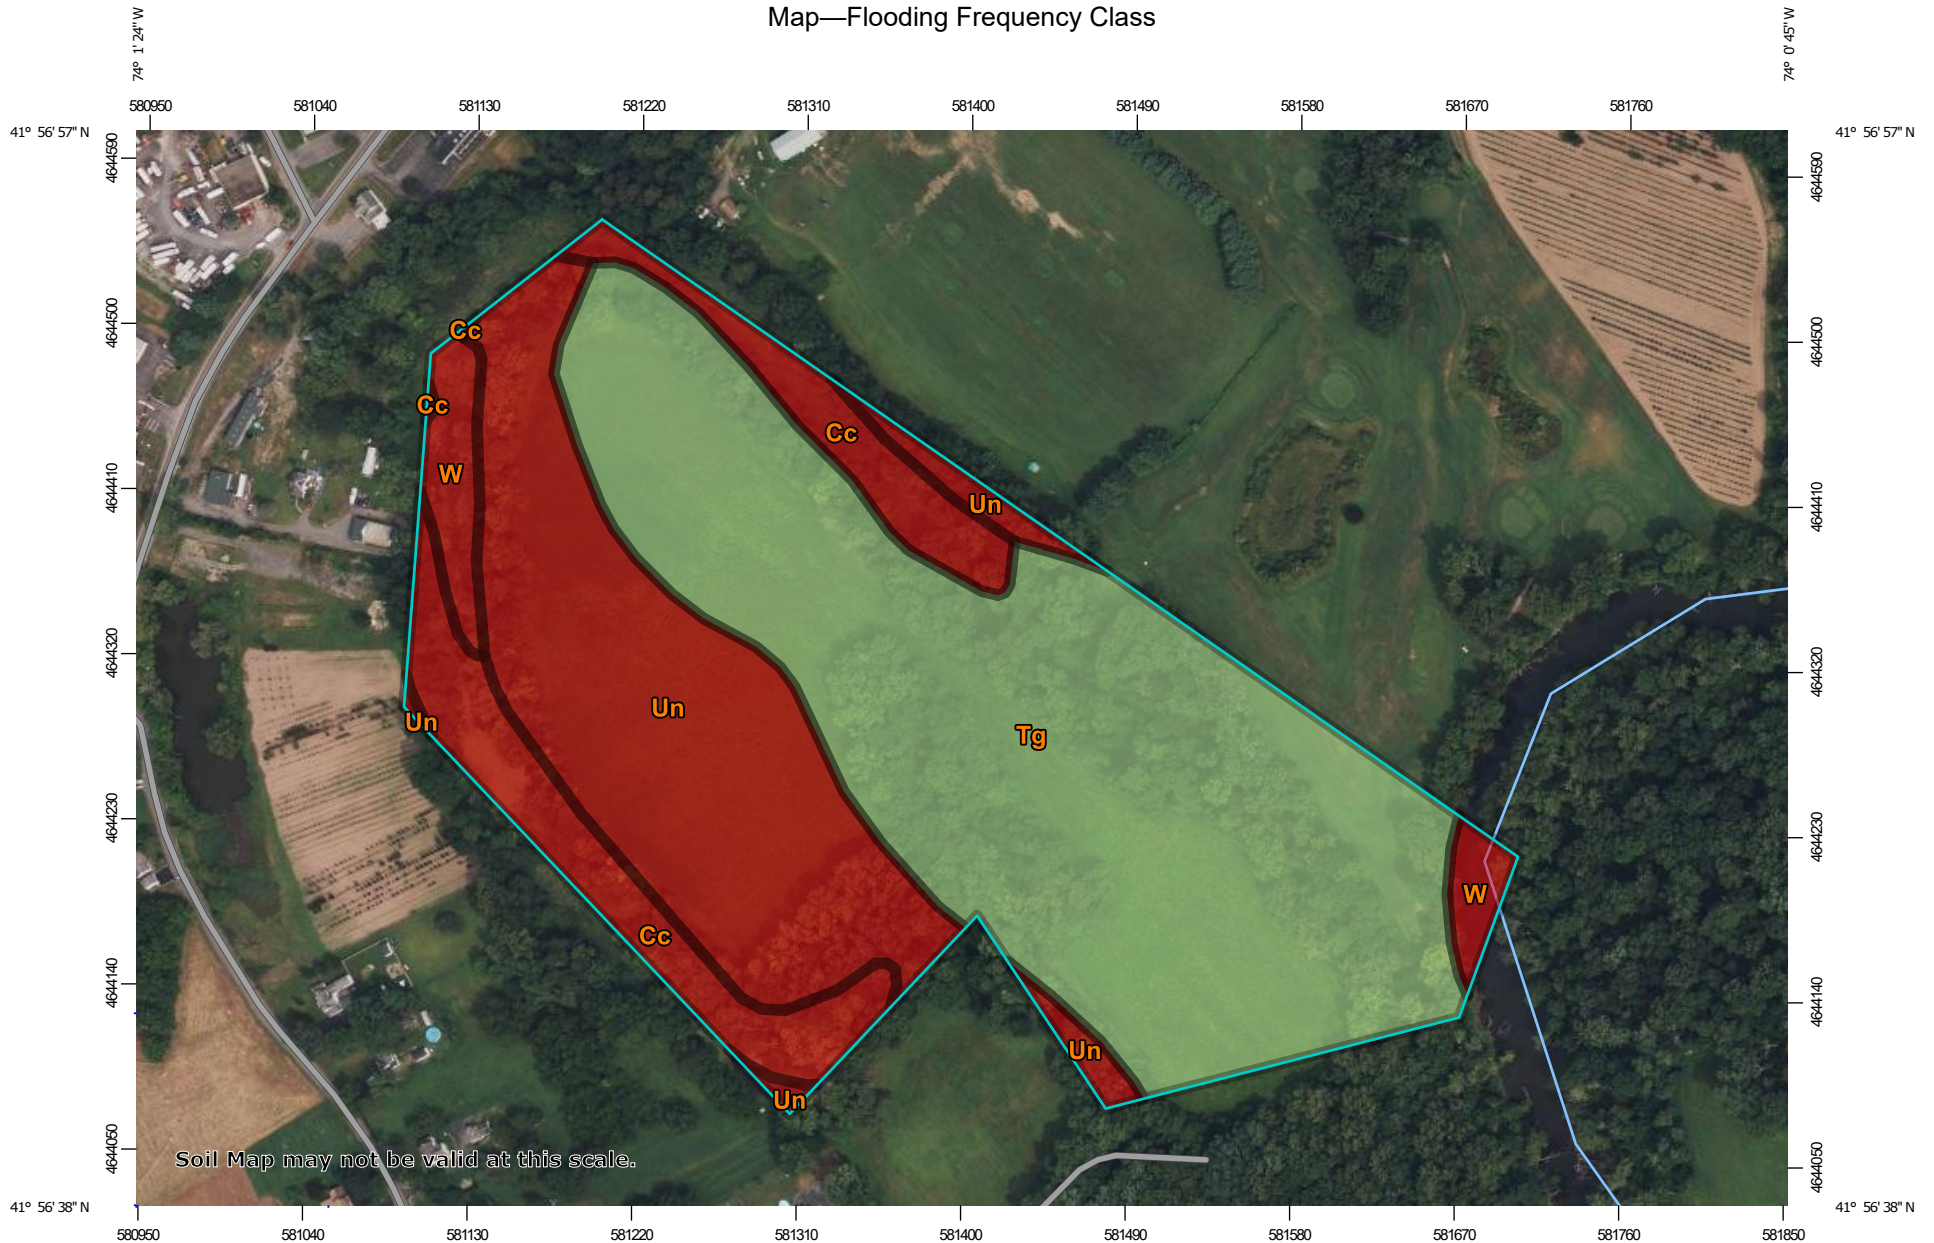 Map—Flooding Frequency Class
74° 1' 24" W
74° 0' 45" W
580950 581040 581130 581220 581310 581400 581490 581580 581670 581760
41° 56' 57" N
41° 56' 57" N
4644590
4644590
4644500
4644500
4644410
4644410
4644320
4644320
4644230
4644230
4644140
4644140
4644050
4644050
Cc
Cc
Cc
W
Un
Un
Un
Tg
W
Cc
Un
Un
Soil Map may not be valid at this scale.
41° 56' 38" N
41° 56' 38" N
580950 581040 581130 581220 581310 581400 581490 581580 581670 581760 581850